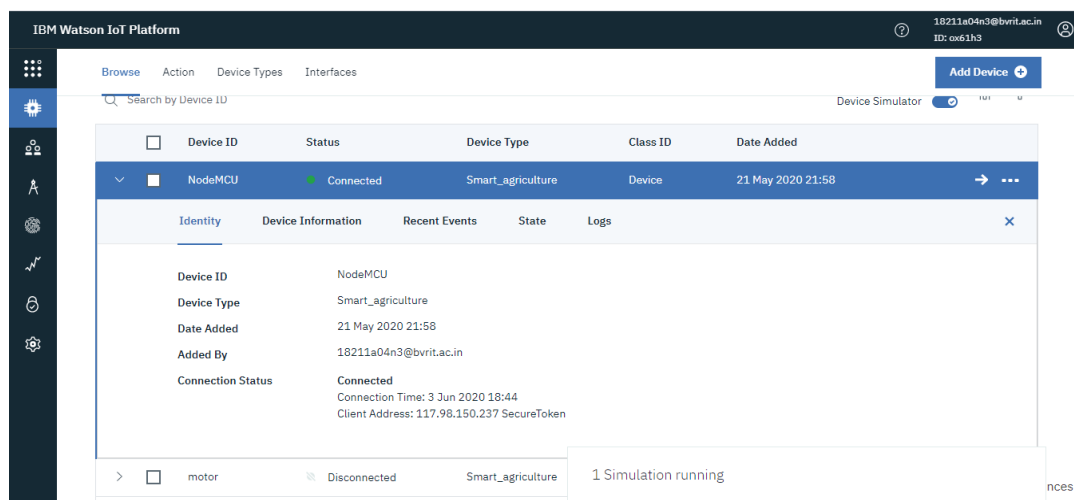 IBM Watson IoT Platform
18211a04n3@bvrit.ac.in
ID: ox61h3
Browse Action Device Types Interfaces
Add Device
Search by Device ID
Device Simulator
Device ID Status Device Type Class ID Date Added
NodeMCU Connected Smart_agriculture Device 21 May 2020 21:58
Identity Device Information Recent Events State Logs
Device ID NodeMCU
Device Type Smart_agriculture
Date Added 21 May 2020 21:58
Added By 18211a04n3@bvrit.ac.in
Connection Status Connected
Connection Time: 3 Jun 2020 18:44
Client Address: 117.98.150.237 SecureToken
motor Disconnected Smart_agriculture
1 Simulation running
nces